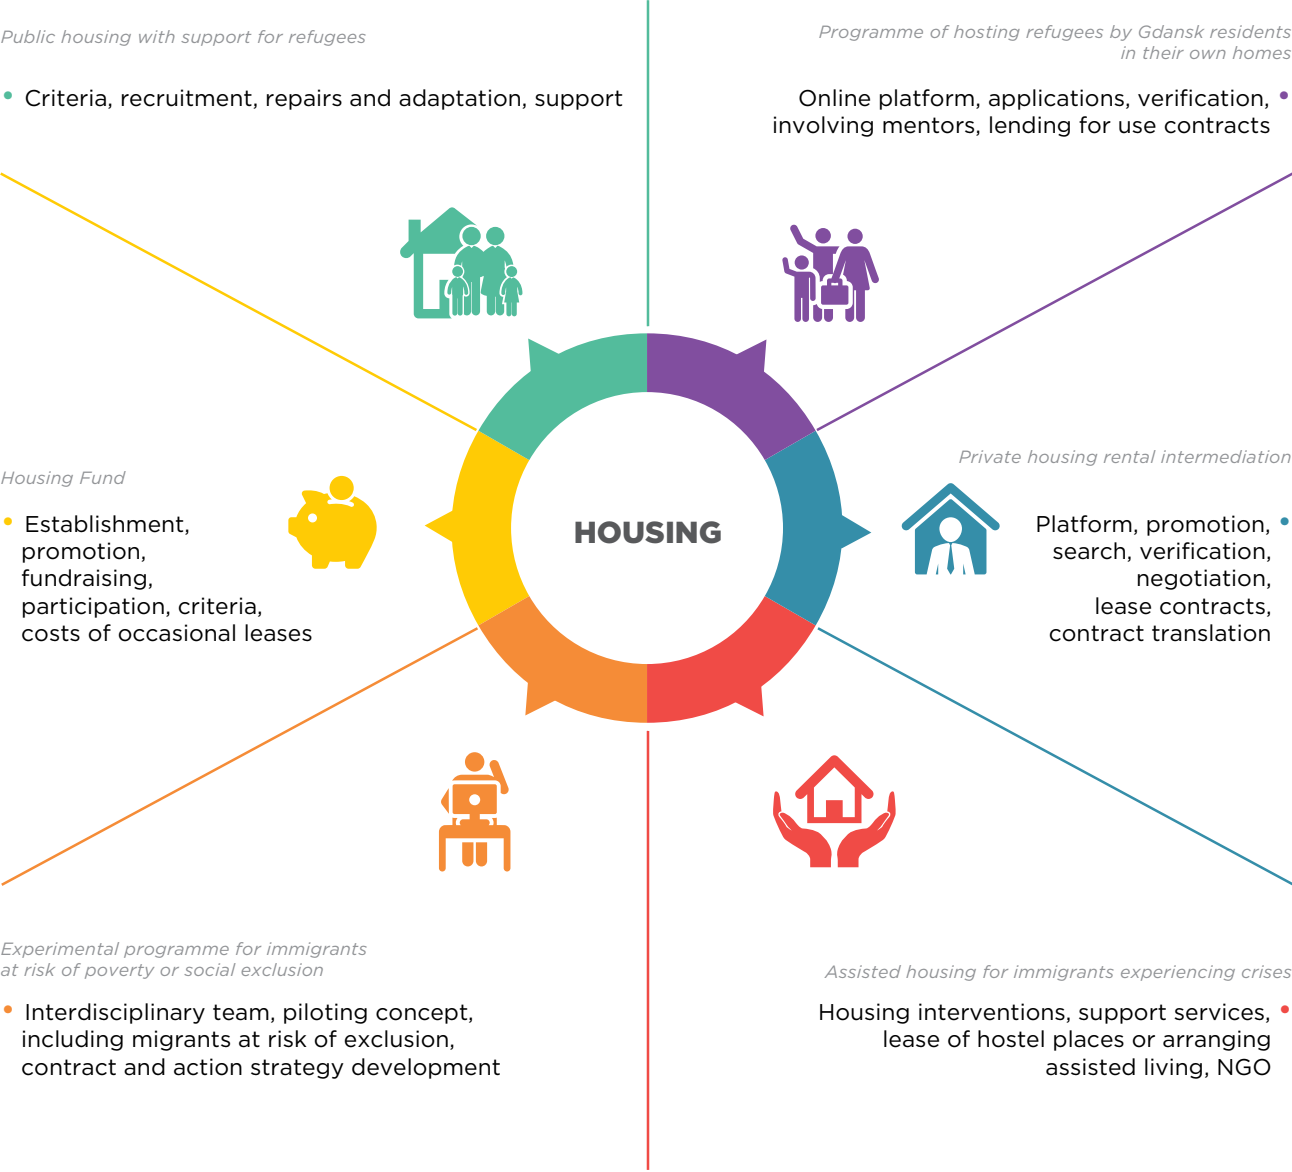 Public housing with support for refugees
• Criteria, recruitment, repairs and adaptation, support
Programme of hosting refugees by Gdansk residents
in their own homes
Online platform, applications, verification, •
involving mentors, lending for use contracts
Housing Fund
• Establishment,
promotion,
fundraising,
participation, criteria,
costs of occasional leases
HOUSING
Private housing rental intermediation
Platform, promotion, •
search, verification,
negotiation,
lease contracts,
contract translation
Experimental programme for immigrants
at risk of poverty or social exclusion
• Interdisciplinary team, piloting concept,
including migrants at risk of exclusion,
contract and action strategy development
Assisted housing for immigrants experiencing crises
Housing interventions, support services, •
lease of hostel places or arranging
assisted living, NGO